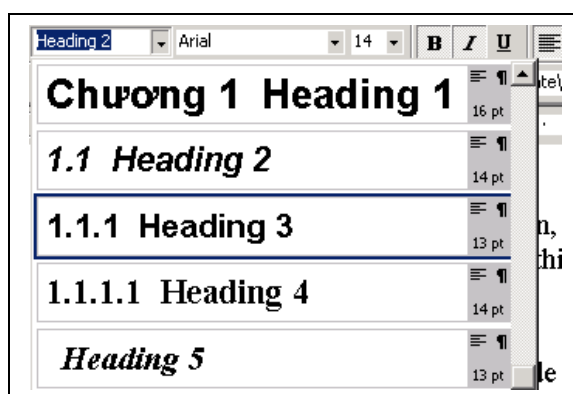 Heading 2 Arial 14 B I U
Chương 1 Heading 1
16 pt
1.1 Heading 2
14 pt
1.1.1 Heading 3
13 pt
1.1.1.1 Heading 4
14 pt
Heading 5
13 pt